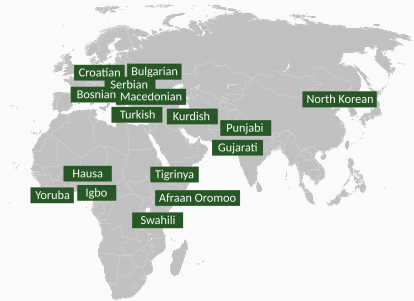 Croatian
Bulgarian
Serbian
Bosnian
Macedonian
North Korean
Turkish
Kurdish
Punjabi
Gujarati
Hausa
Tigrinya
Yoruba
Igbo
Afraan Oromoo
Swahili